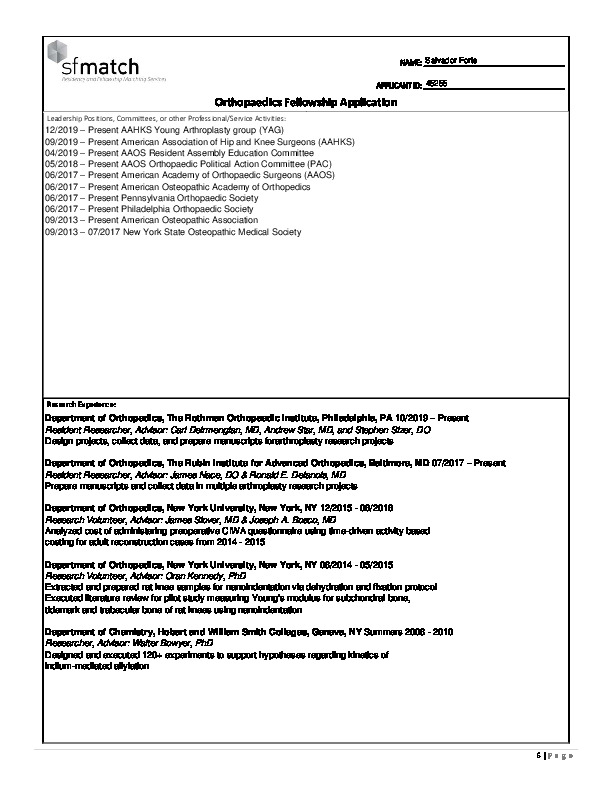 sfmatch
Residency and Fellowship Matching Services
NAME: Salvador Forte
APPLICANT ID:
Orthopaedics Fellowship Application
Leadership Positions, Committees, or other Professional/Service Activities:
12/2019 – Present AAHKS Young Arthroplasty group (YAG)
09/2019 – Present American Association of Hip and Knee Surgeons (AAHKS)
04/2019 – Present AAOS Resident Assembly Education Committee
05/2018 – Present AAOS Orthopaedic Political Action Committee (PAC)
06/2017 – Present American Academy of Orthopaedic Surgeons (AAOS)
06/2017 – Present American Osteopathic Academy of Orthopedics
06/2017 – Present Pennsylvania Orthopaedic Society
06/2017 – Present Philadelphia Orthopaedic Society
09/2013 – Present American Osteopathic Association
09/2013 – 07/2017 New York State Osteopathic Medical Society
Research Experience:
Department of Orthopedics, The Rothman Orthopaedic Institute, Philadelphia, PA 10/2019 – Present
Resident Researcher, Advisor: Carl Deirmengian, MD, Andrew Star, MD, and Stephen Sizer, DO
Design projects, collect data, and prepare manuscripts forarthroplasty research projects
Department of Orthopedics, The Rubin Institute for Advanced Orthopedics, Baltimore, MD 07/2017 – Present
Resident Researcher, Advisor: James Nace, DO & Ronald E. Delanois, MD
Prepare manuscripts and collect data in multiple arthroplasty research projects
Department of Orthopedics, New York University, New York, NY 12/2015 - 06/2016
Research Volunteer, Advisor: James Slover, MD & Joseph A. Bosco, MD
Analyzed cost of administering preoperative CIWA questionnaire using time-driven activity based
costing for adult reconstruction cases from 2014 - 2015
Department of Orthopedics, New York University, New York, NY 08/2014 - 05/2015
Research Volunteer, Advisor: Oran Kennedy, PhD
Extracted and prepared rat knee samples for nanoindentation via dehydration and fixation protocol
Executed literature review for pilot study measuring Young's modulus for subchondral bone,
tidemark and trabecular bone of rat knees using nanoindentation
Department of Chemistry, Hobart and William Smith Colleges, Geneva, NY Summers 2008 - 2010
Researcher, Advisor: Walter Bowyer, PhD
Designed and executed 120+ experiments to support hypotheses regarding kinetics of
indium-mediated allylation
6 | Page